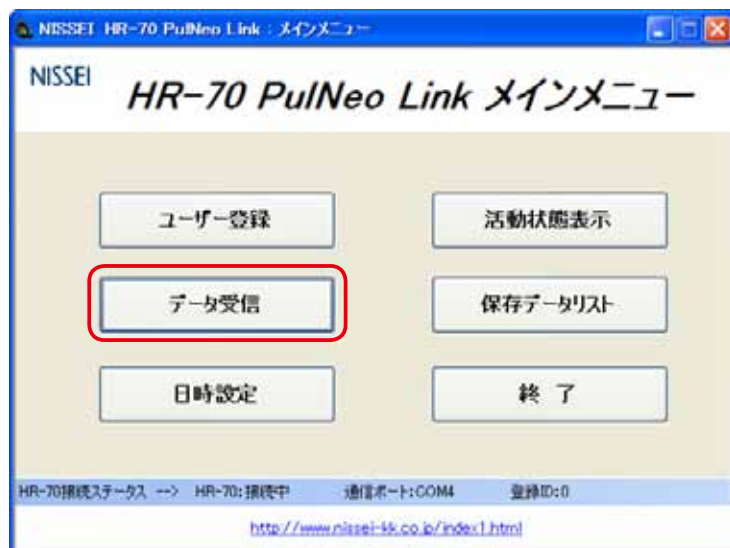 NISSEI HR-70 PulNeo Link : メインメニュー
NISSEI
HR-70 PulNeo Link メインメニュー
ユーザー登録
活動状態表示
データ受信
保存データリスト
日時設定
終 了
HR-70接続ステータス --> HR-70:接続中 通信ポート:COM4 登録ID:0
http://www.nissei-kk.co.jp/index1.html